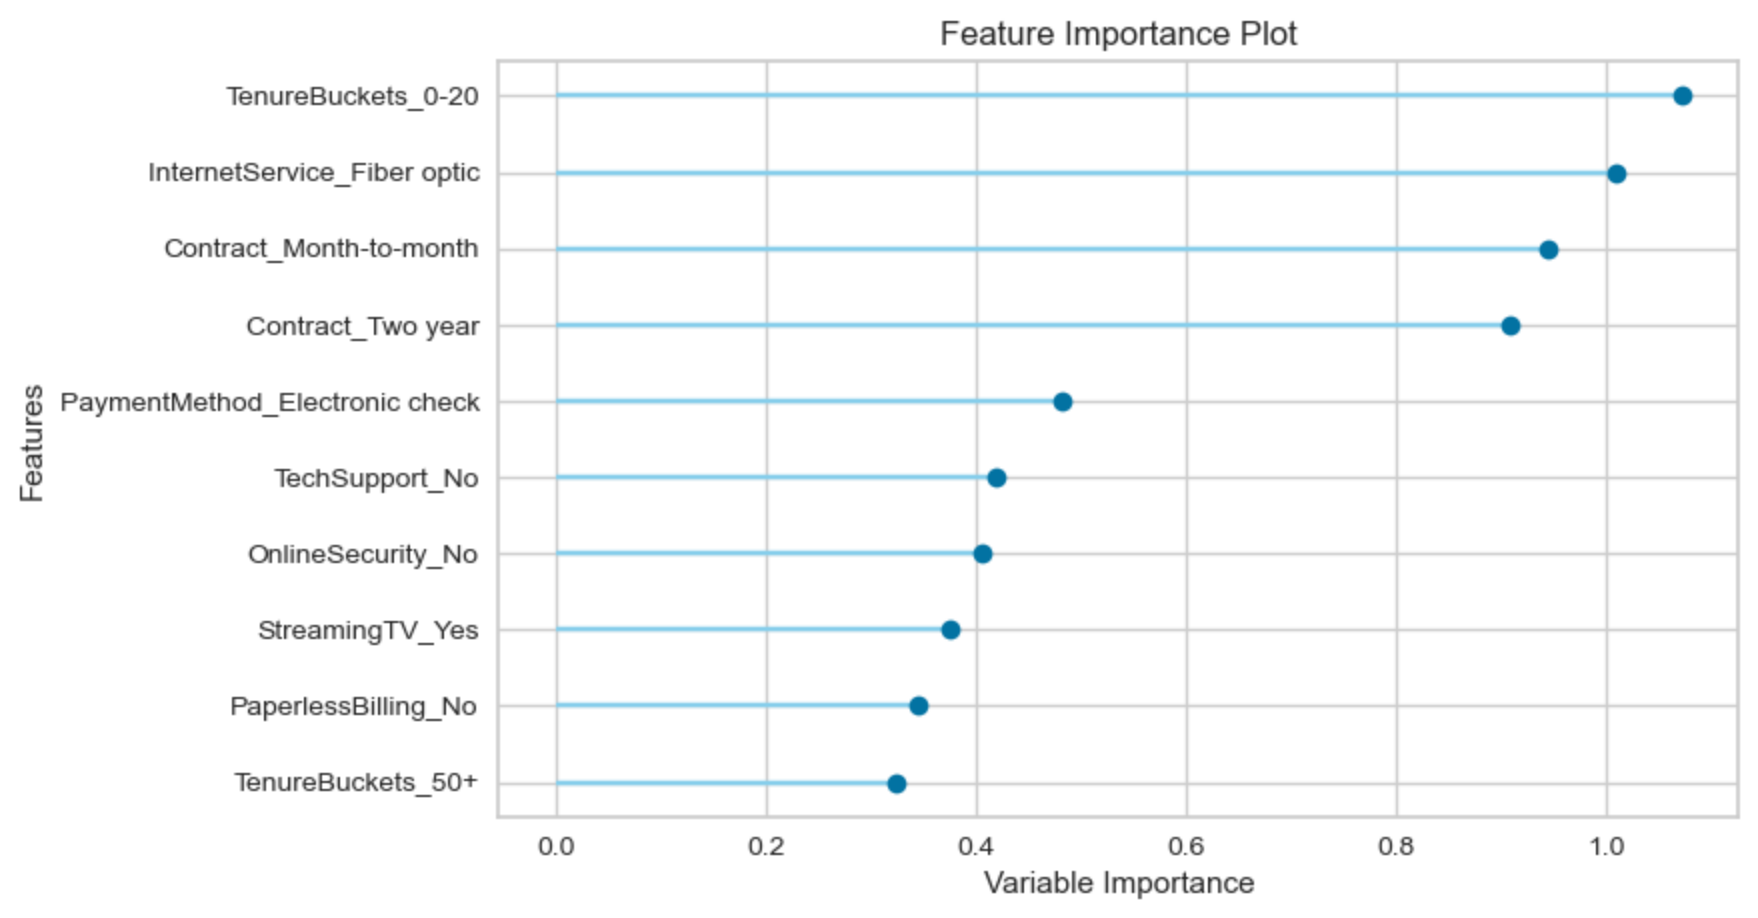 Feature Importance Plot
TenureBuckets_0-20
InternetService_Fiber optic
Contract_Month-to-month
Contract_Two year
PaymentMethod_Electronic check
TechSupport_No
OnlineSecurity_No
StreamingTV_Yes
PaperlessBilling_No
TenureBuckets_50+
Features
0.0 0.2 0.4 0.6 0.8 1.0
Variable Importance